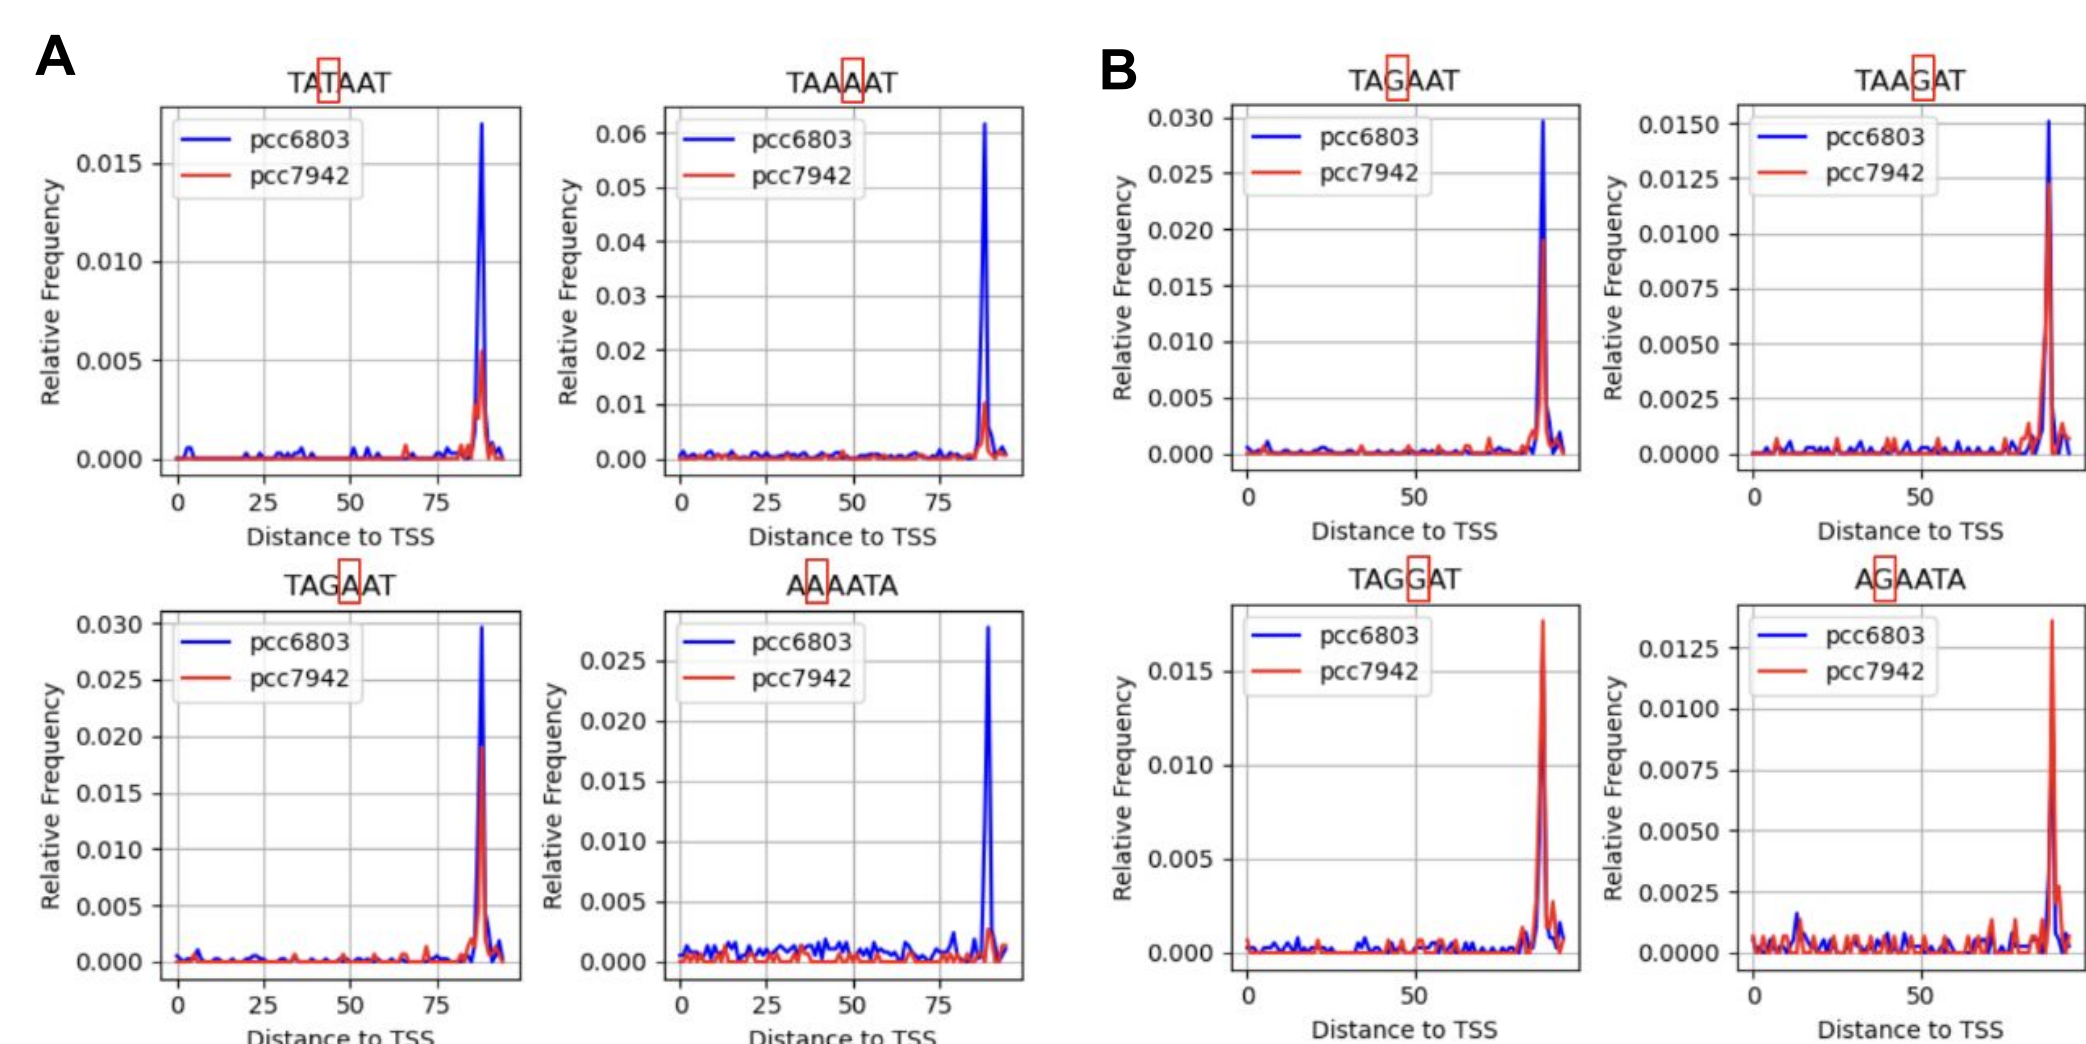 A
TATAAT
0.015
0.010
0.005
0.000
Relative Frequency
pcc6803
pcc7942
0 25 50 75
Distance to TSS
TAAAAT
0.06
0.05
0.04
0.03
0.02
0.01
0.00
Relative Frequency
pcc6803
pcc7942
0 25 50 75
Distance to TSS
TAGAAT
0.030
0.025
0.020
0.015
0.010
0.005
0.000
Relative Frequency
pcc6803
pcc7942
0 25 50 75
Distance to TSS
AAAATA
0.025
0.020
0.015
0.010
0.005
0.000
Relative Frequency
pcc6803
pcc7942
0 25 50 75
Distance to TSS
B
TAGAAT
0.030
0.025
0.020
0.015
0.010
0.005
0.000
Relative Frequency
pcc6803
pcc7942
0 50
Distance to TSS
TAAGAT
0.0150
0.0125
0.0100
0.0075
0.0050
0.0025
0.0000
Relative Frequency
pcc6803
pcc7942
0 50
Distance to TSS
TAGGAT
0.015
0.010
0.005
0.000
Relative Frequency
pcc6803
pcc7942
0 50
Distance to TSS
AGAATA
0.0125
0.0100
0.0075
0.0050
0.0025
0.0000
Relative Frequency
pcc6803
pcc7942
0 50
Distance to TSS